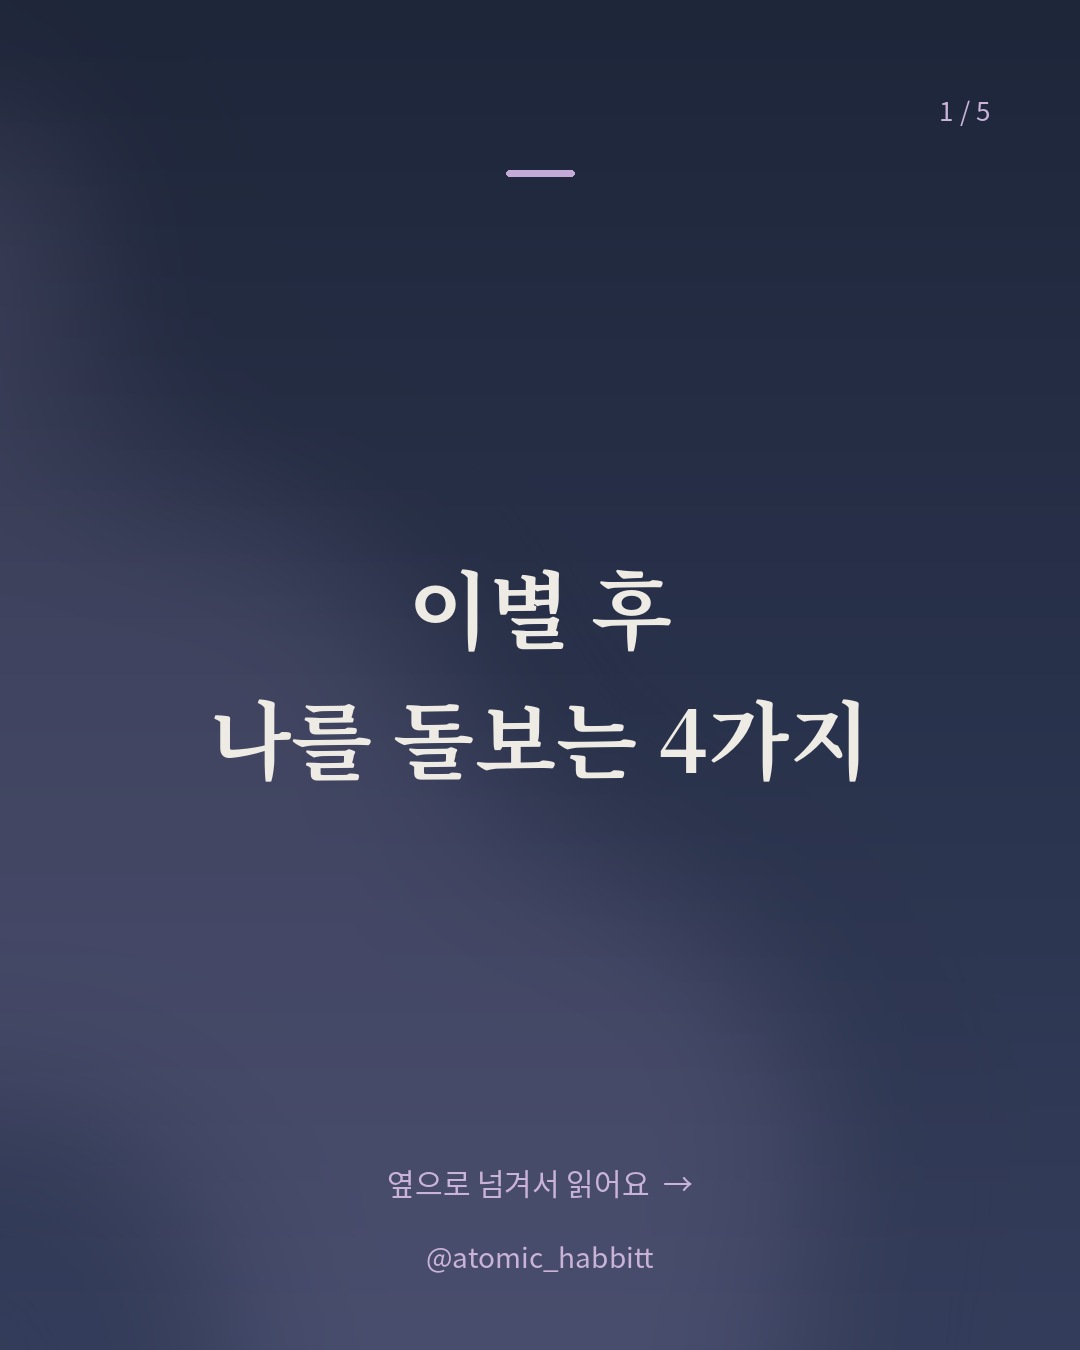 1 / 5
이별 후
나를 돌보는 4가지
옆으로 넘겨서 읽어요 →
@atomic_habbitt